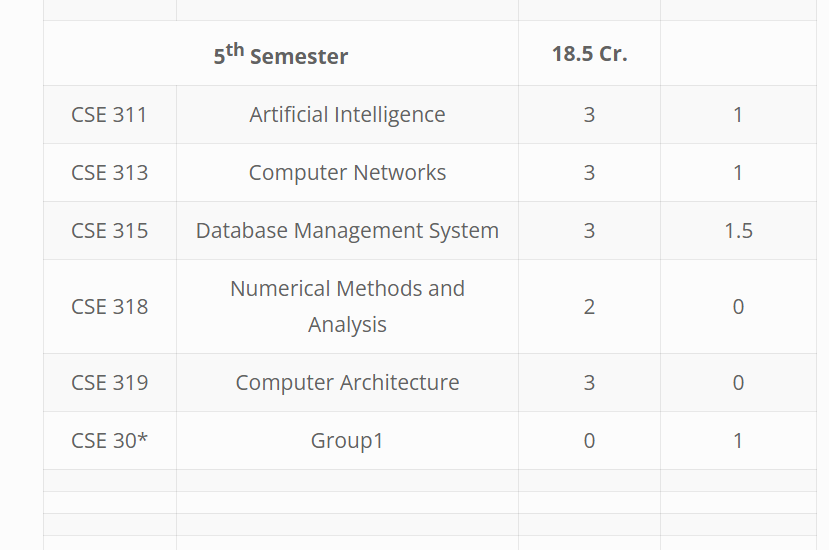 5th Semester 18.5 Cr.
CSE 311 Artificial Intelligence 3 1
CSE 313 Computer Networks 3 1
CSE 315 Database Management System 3 1.5
CSE 318 Numerical Methods and Analysis 2 0
CSE 319 Computer Architecture 3 0
CSE 30* Group1 0 1